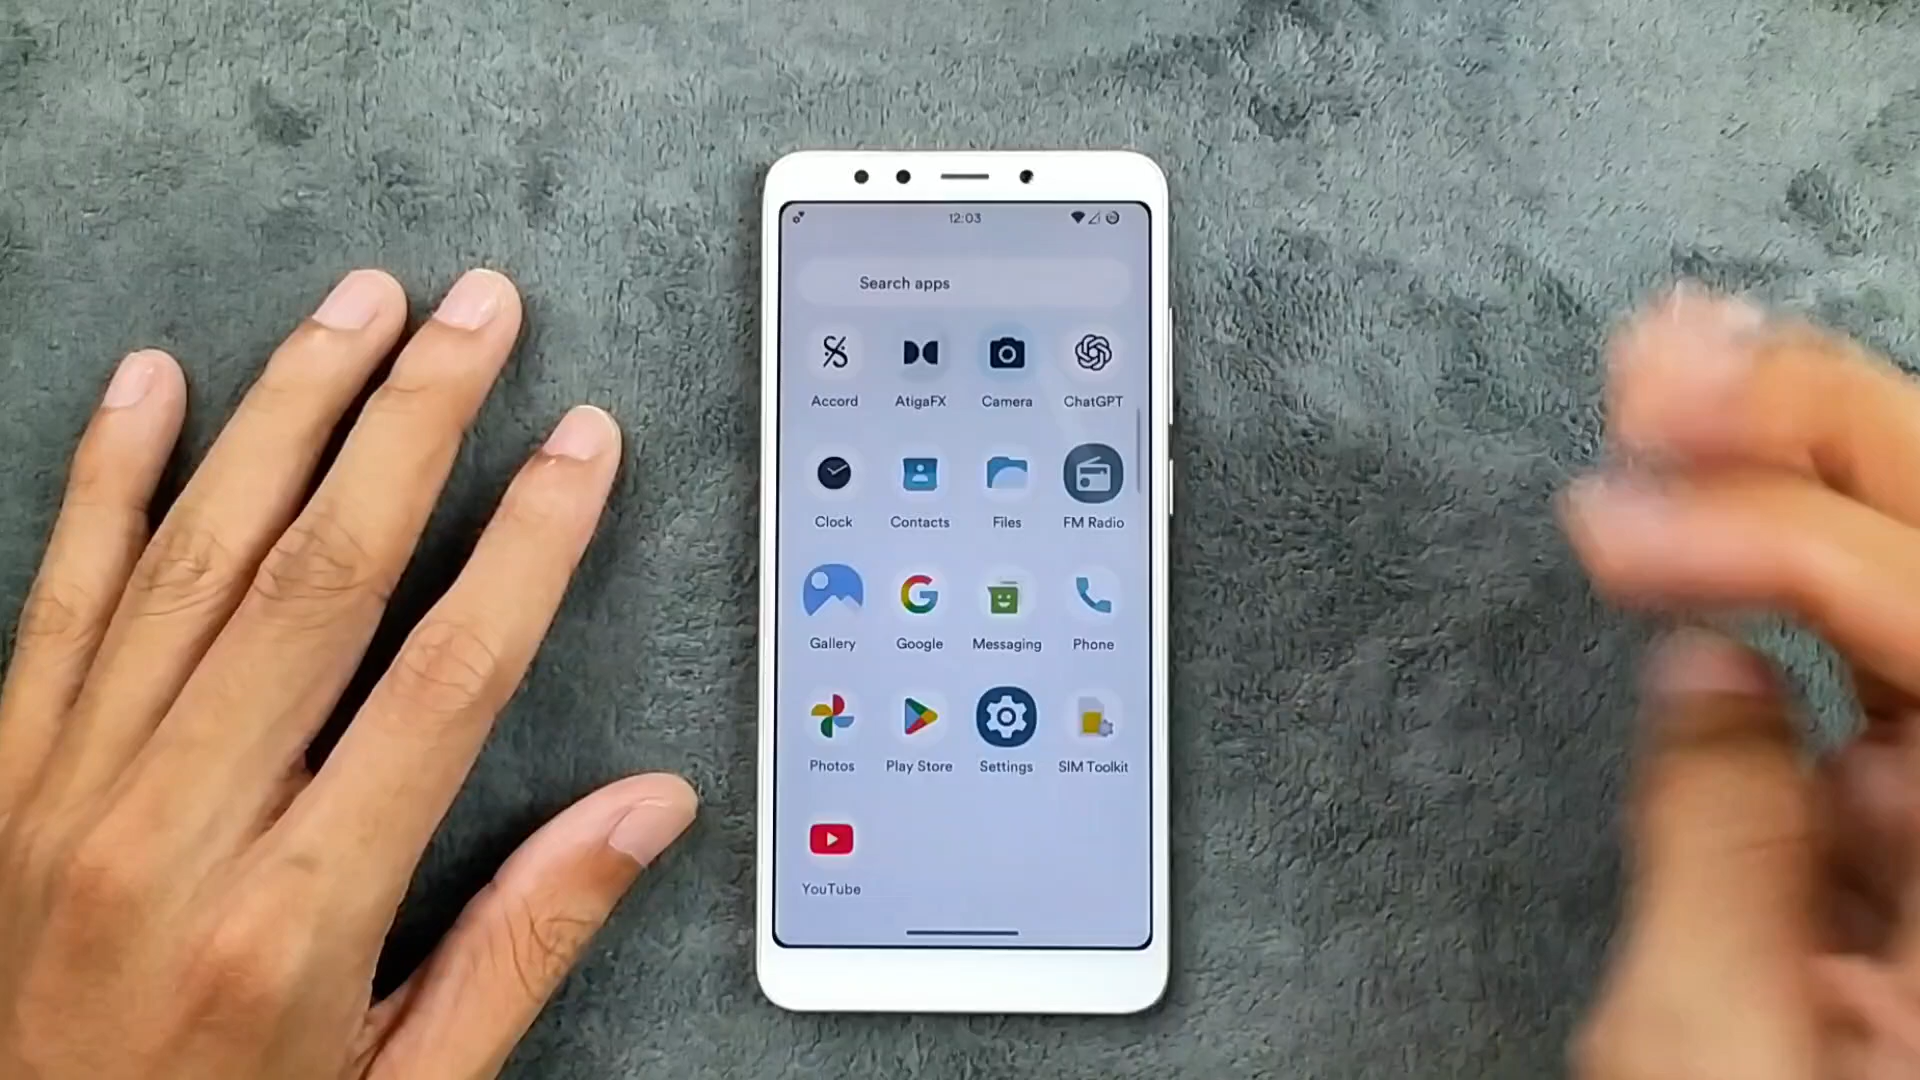 12:03
Search apps
Accord AtigaFX Camera ChatGPT
Clock Contacts Files FM Radio
Gallery Google Messaging Phone
Photos Play Store Settings SIM Toolkit
YouTube